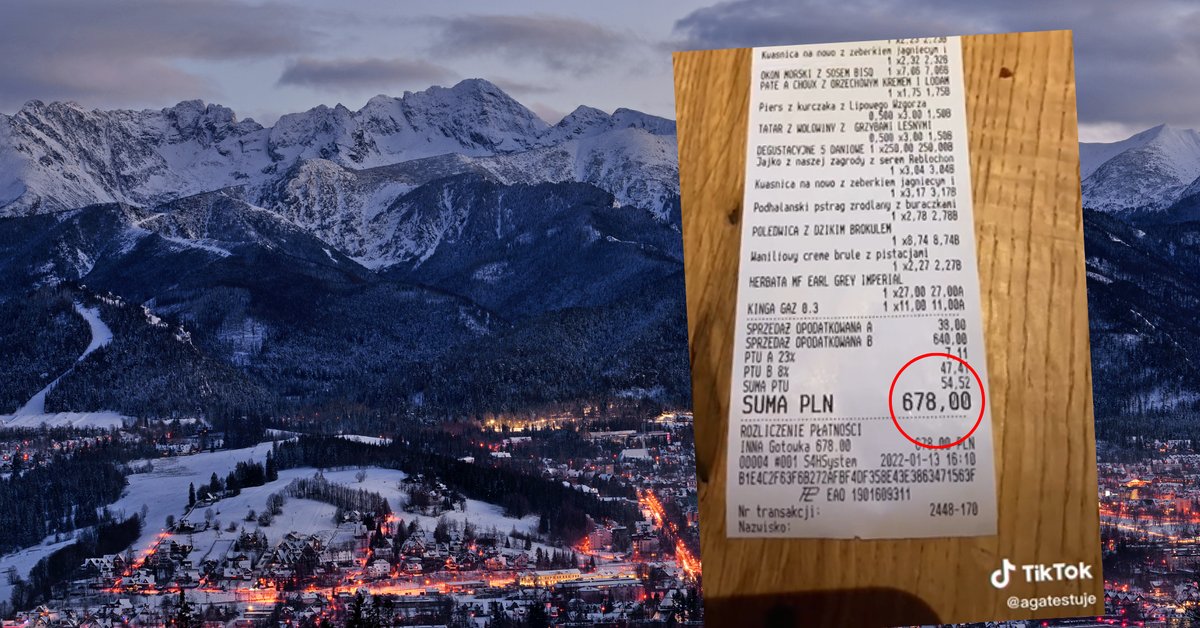 Kwasnica na nowo z zeberkiem jagniecym i
1 x2,32 2,32B
OKON MORSKI Z SOSEM BISQ 1 x7,06 7,06B
PATE A CHOUX Z ORZECHOWYM KREMEM I LODAM
1 x1,75 1,75B
Piers z kurczaka z Lipowego Wzgorza
0,500 x3,00 1,50B
TATAR Z WOLOWINY Z GRZYBAMI LESNYMI
0,500 x3,00 1,50B
DEGUSTACYJNE 5 DANIOWE 1 x250,00 250,00B
Jajko z naszej zagrody z serem Reblochon
1 x3,04 3,04B
Kwasnica na nowo z zeberkiem jagniecym i
1 x3,17 3,17B
Podhalanski pstrag zrodlany z buraczkami
1 x2,78 2,78B
POLEDWICA Z DZIKIM BROKULEM
1 x8,74 8,74B
Waniliowy creme brule z pistacjami
1 x2,27 2,27B
HERBATA MF EARL GREY IMPERIAL
1 x27,00 27,00A
KINGA GAZ 0.3 1 x11,00 11,00A
SPRZEDAŻ OPODATKOWANA A 38,00
SPRZEDAŻ OPODATKOWANA B 640,00
PTU A 23% 7,11
PTU B 8% 47,41
SUMA PTU 54,52
SUMA PLN 678,00
ROZLICZENIE PŁATNOŚCI
INNA Gotowka 678.00 678,00 PLN
00004 #001 S4HSystem 2022-01-13 16:10
B1E4C2F63F6B272AFBF4DF358E43E3863471563F
EAO 1901609311
Nr transakcji: 2448-170
Nazwisko:
TikTok
@agatestuje